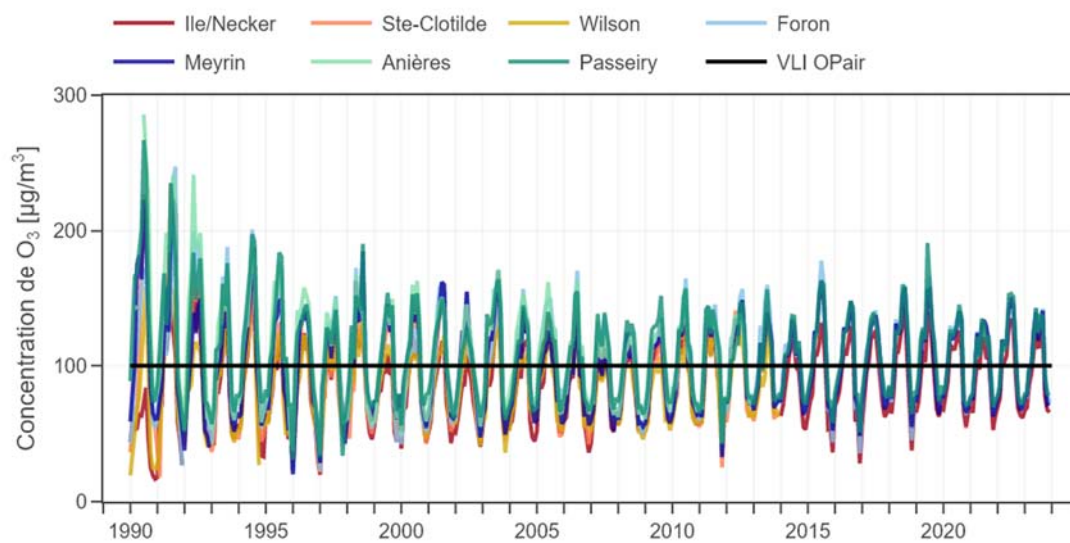 Ile/Necker Ste-Clotilde Wilson Foron
Meyrin Anières Passeiry VLI OPair
Concentration de O₃ [µg/m³]
300
200
100
0
1990 1995 2000 2005 2010 2015 2020